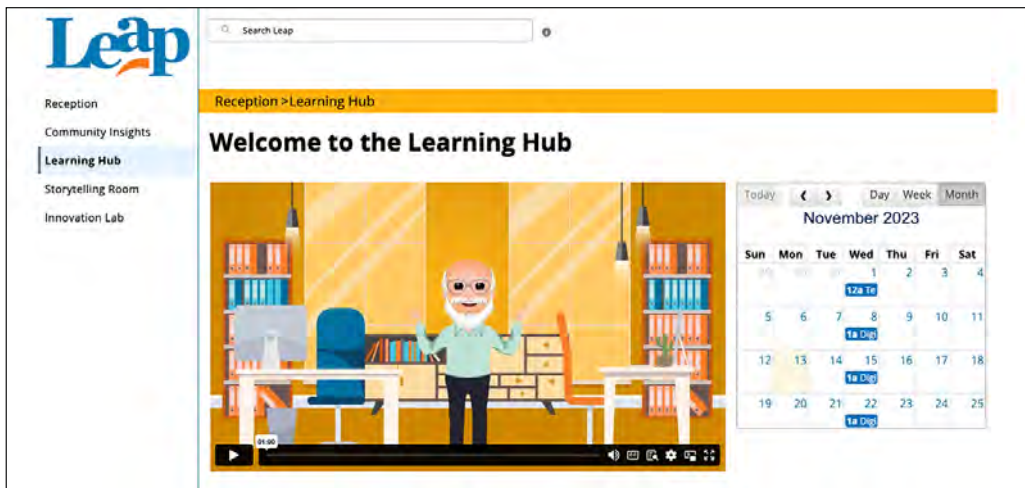 Leap
Search Leap
Reception
Community Insights
Learning Hub
Storytelling Room
Innovation Lab
Reception >Learning Hub
Welcome to the Learning Hub
01:00
Today Day Week Month
November 2023
Sun Mon Tue Wed Thu Fri Sat
1 2 3 4
12a Te
5 6 7 8 9 10 11
1a Digi
12 13 14 15 16 17 18
1a Digi
19 20 21 22 23 24 25
1a Digi